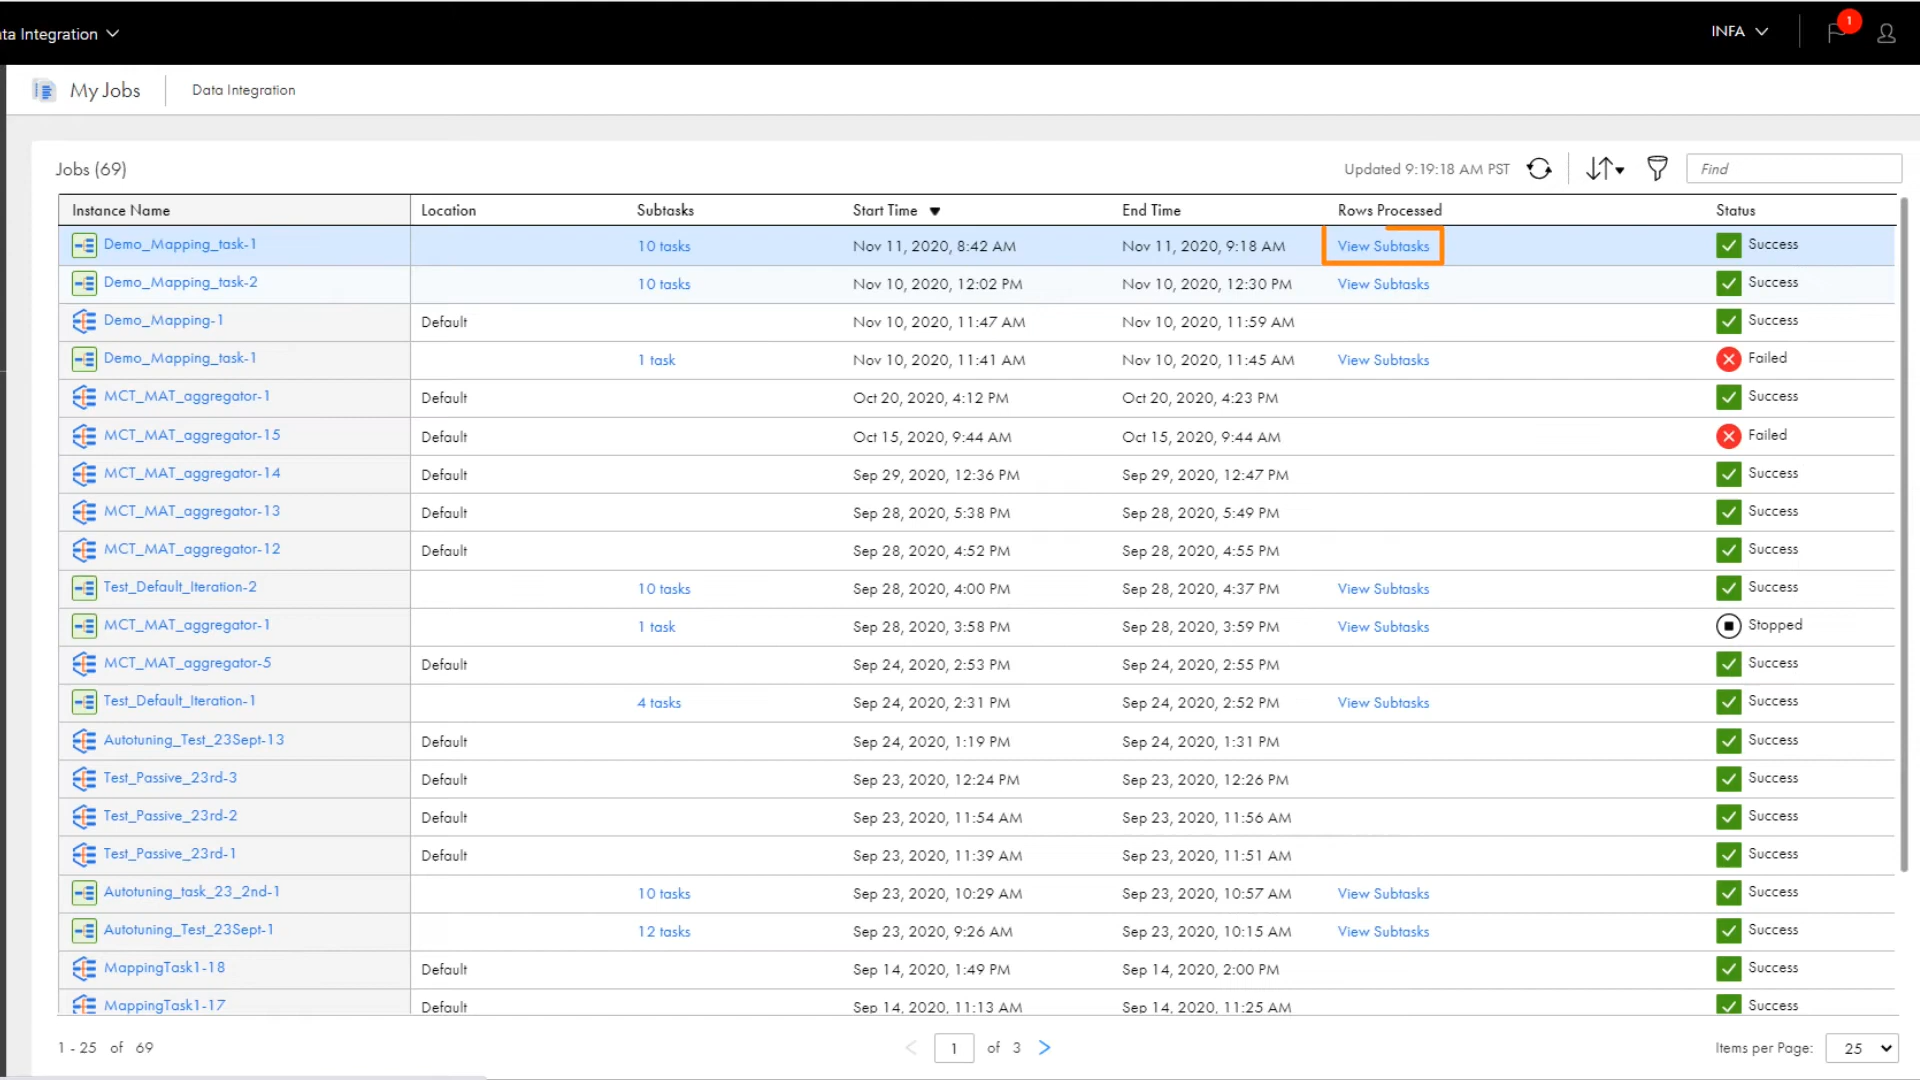 ta Integration
INFA
1
My Jobs
Data Integration
Jobs (69)
Updated 9:19:18 AM PST
Find
Instance Name Location Subtasks Start Time End Time Rows Processed Status
Demo_Mapping_task-1 10 tasks Nov 11, 2020, 8:42 AM Nov 11, 2020, 9:18 AM View Subtasks Success
Demo_Mapping_task-2 10 tasks Nov 10, 2020, 12:02 PM Nov 10, 2020, 12:30 PM View Subtasks Success
Demo_Mapping-1 Default Nov 10, 2020, 11:47 AM Nov 10, 2020, 11:59 AM Success
Demo_Mapping_task-1 1 task Nov 10, 2020, 11:41 AM Nov 10, 2020, 11:45 AM View Subtasks Failed
MCT_MAT_aggregator-1 Default Oct 20, 2020, 4:12 PM Oct 20, 2020, 4:23 PM Success
MCT_MAT_aggregator-15 Default Oct 15, 2020, 9:44 AM Oct 15, 2020, 9:44 AM Failed
MCT_MAT_aggregator-14 Default Sep 29, 2020, 12:36 PM Sep 29, 2020, 12:47 PM Success
MCT_MAT_aggregator-13 Default Sep 28, 2020, 5:38 PM Sep 28, 2020, 5:49 PM Success
MCT_MAT_aggregator-12 Default Sep 28, 2020, 4:52 PM Sep 28, 2020, 4:55 PM Success
Test_Default_Iteration-2 10 tasks Sep 28, 2020, 4:00 PM Sep 28, 2020, 4:37 PM View Subtasks Success
MCT_MAT_aggregator-1 1 task Sep 28, 2020, 3:58 PM Sep 28, 2020, 3:59 PM View Subtasks Stopped
MCT_MAT_aggregator-5 Default Sep 24, 2020, 2:53 PM Sep 24, 2020, 2:55 PM Success
Test_Default_Iteration-1 4 tasks Sep 24, 2020, 2:31 PM Sep 24, 2020, 2:52 PM View Subtasks Success
Autotuning_Test_23Sept-13 Default Sep 24, 2020, 1:19 PM Sep 24, 2020, 1:31 PM Success
Test_Passive_23rd-3 Default Sep 23, 2020, 12:24 PM Sep 23, 2020, 12:26 PM Success
Test_Passive_23rd-2 Default Sep 23, 2020, 11:54 AM Sep 23, 2020, 11:56 AM Success
Test_Passive_23rd-1 Default Sep 23, 2020, 11:39 AM Sep 23, 2020, 11:51 AM Success
Autotuning_task_23_2nd-1 10 tasks Sep 23, 2020, 10:29 AM Sep 23, 2020, 10:57 AM View Subtasks Success
Autotuning_Test_23Sept-1 12 tasks Sep 23, 2020, 9:26 AM Sep 23, 2020, 10:15 AM View Subtasks Success
MappingTask1-18 Default Sep 14, 2020, 1:49 PM Sep 14, 2020, 2:00 PM Success
MappingTask1-17 Default Sep 14, 2020, 11:13 AM Sep 14, 2020, 11:25 AM Success
1 - 25 of 69
1 of 3
Items per Page: 25